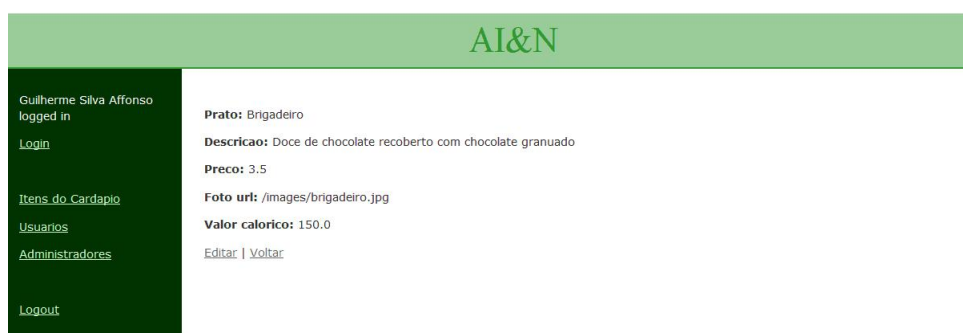 AI&N
Guilherme Silva Affonso
logged in
Login
Itens do Cardapio
Usuarios
Administradores
Logout
Prato: Brigadeiro
Descricao: Doce de chocolate recoberto com chocolate granuado
Preco: 3.5
Foto url: /images/brigadeiro.jpg
Valor calorico: 150.0
Editar | Voltar